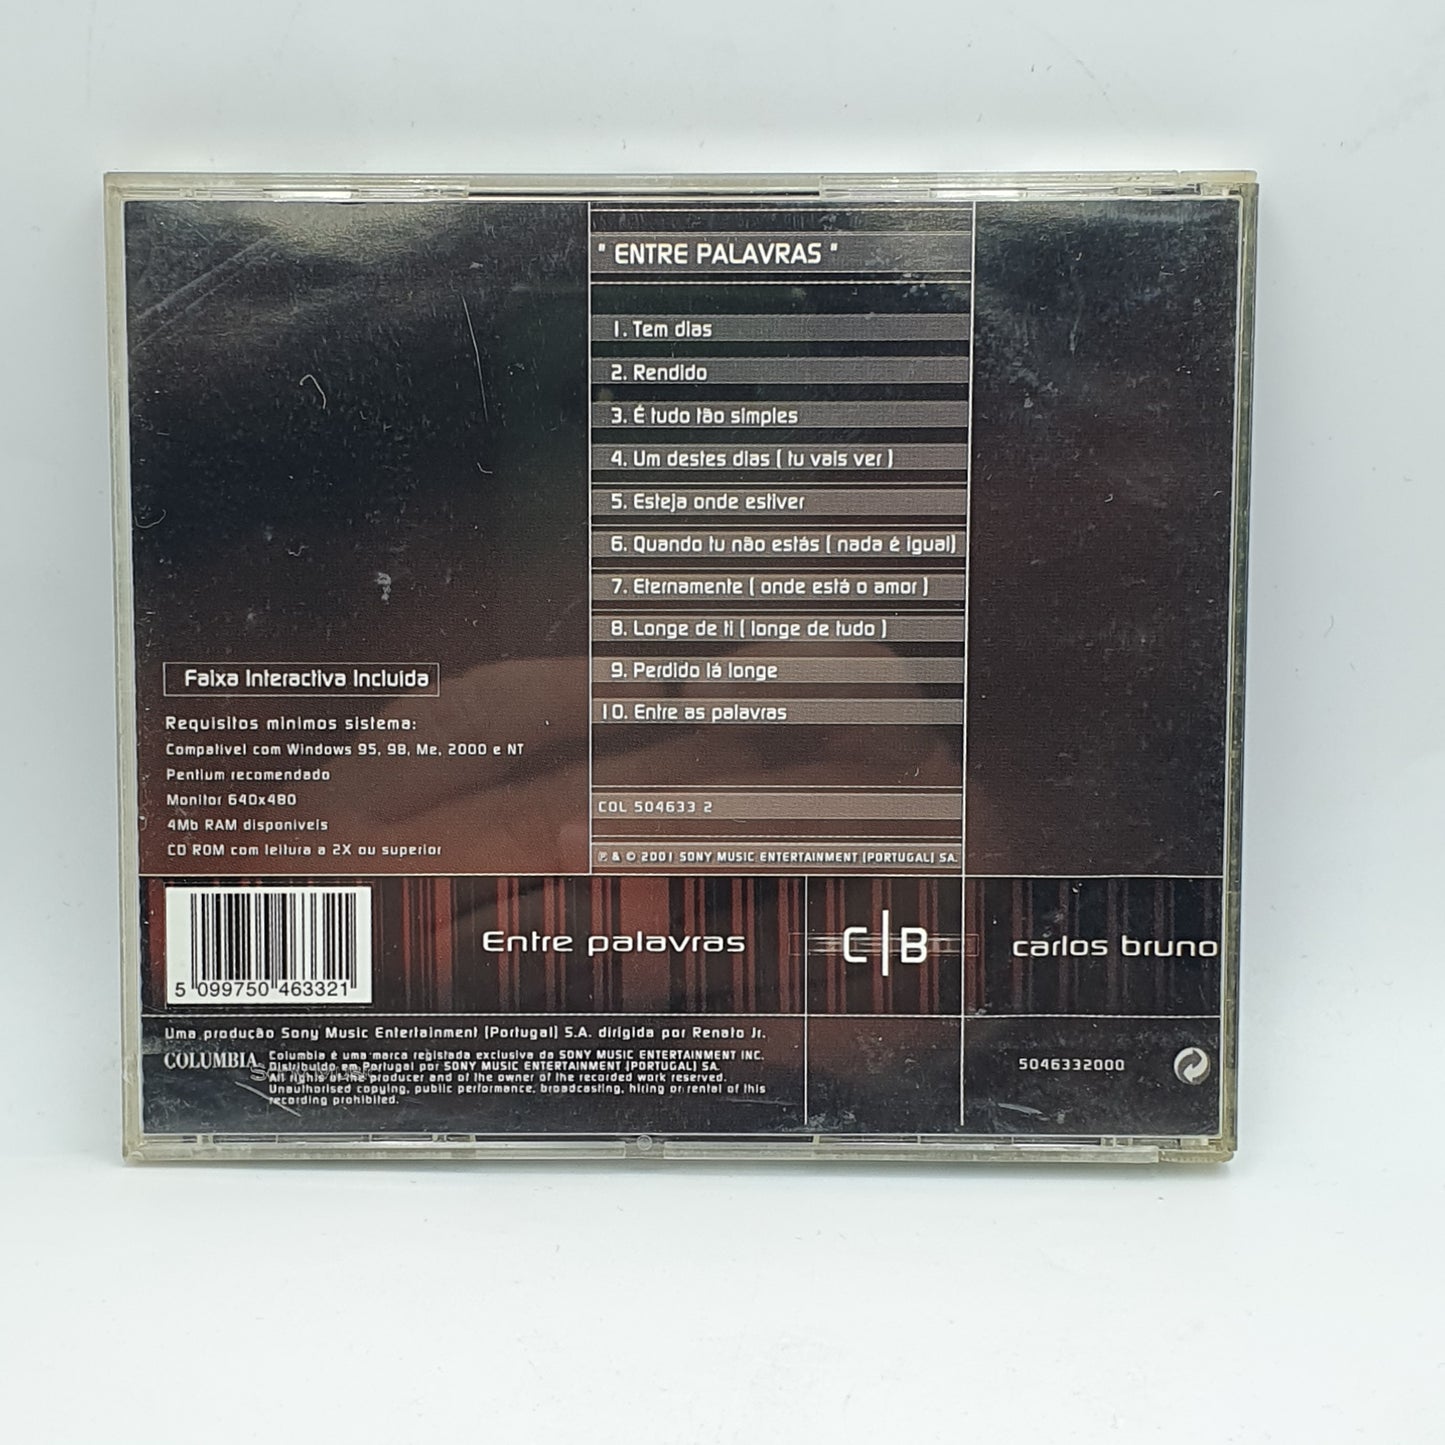 " ENTRE PALAVRAS "
1. Tem dias
2. Rendido
3. É tudo tão simples
4. Um destes dias ( tu vais ver )
5. Esteja onde estiver
6. Quando tu não estás ( nada é igual)
7. Eternamente ( onde está o amor )
8. Longe de ti ( longe de tudo )
9. Perdido lá longe
10. Entre as palavras
COL 504633 2
℗ & © 2001 SONY MUSIC ENTERTAINMENT (PORTUGAL) SA.
Faixa Interactiva Incluida
Requisitos minimos sistema:
Compativel com Windows 95, 98, Me, 2000 e NT
Pentium recomendado
Monitor 640x480
4Mb RAM disponiveis
CD ROM com leitura a 2X ou superior
5 099750 463321
Entre palavras
C|B
carlos bruno
Uma produção Sony Music Entertainment (Portugal) S.A. dirigida por Renato Jr.
COLUMBIA
Columbia é uma marca registada exclusiva da SONY MUSIC ENTERTAINMENT INC.
Distribuido em Portugal por SONY MUSIC ENTERTAINMENT (PORTUGAL) SA.
All rights of the producer and of the owner of the recorded work reserved.
Unauthorised copying, public performance, broadcasting, hiring or rental of this
recording prohibited.
5046332000